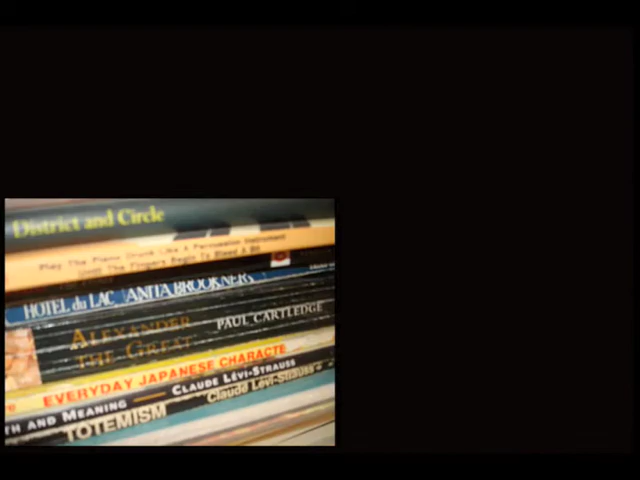 District and Circle
Play The Piano Drunk Like A Percussion Instrument
Until The Fingers Begin To Bleed A Bit
HOTEL du LAC ANITA BROOKNER
ALEXANDER
THE GREAT
PAUL CARTLEDGE
EVERYDAY JAPANESE CHARACTE
TH AND MEANING — CLAUDE LÉVI-STRAUSS
TOTEMISM Claude Lévi-Strauss